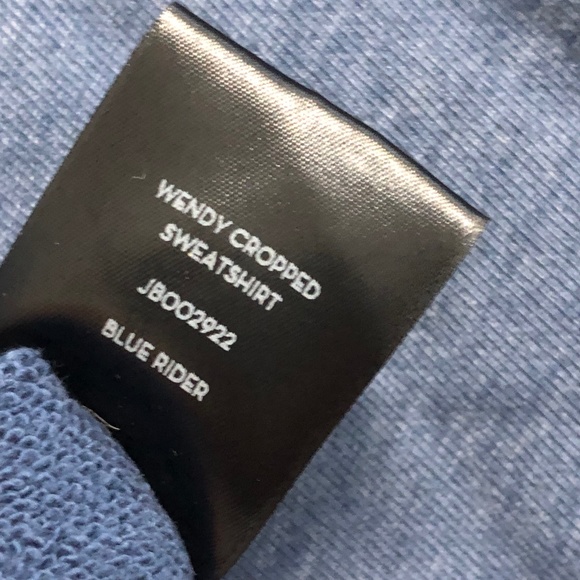 WENDY CROPPED
SWEATSHIRT
JB002922
BLUE RIDER